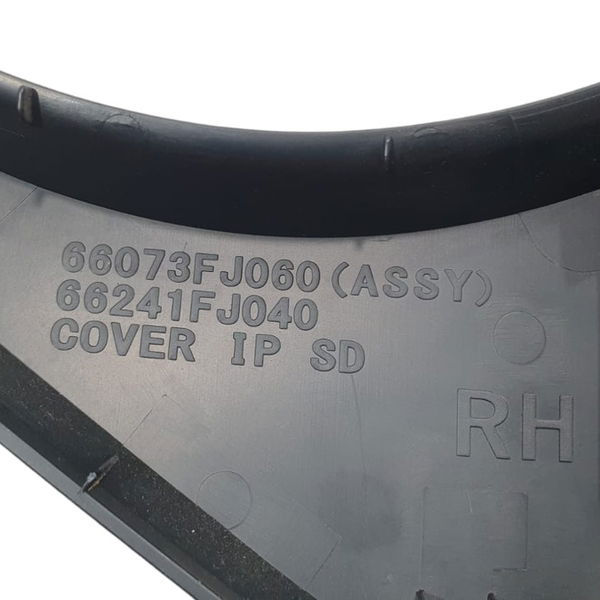 66073FJ060(ASSY)
66241FJ040
COVER IP SD
RH